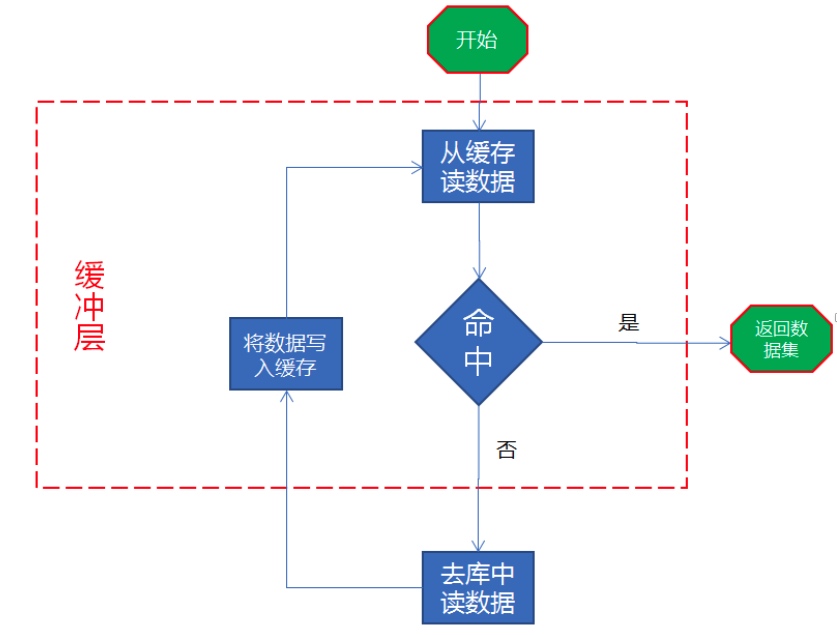 开始
从缓存
读数据
缓
冲
层
命
中
是
返回数
据集
将数据写
入缓存
否
去库中
读数据